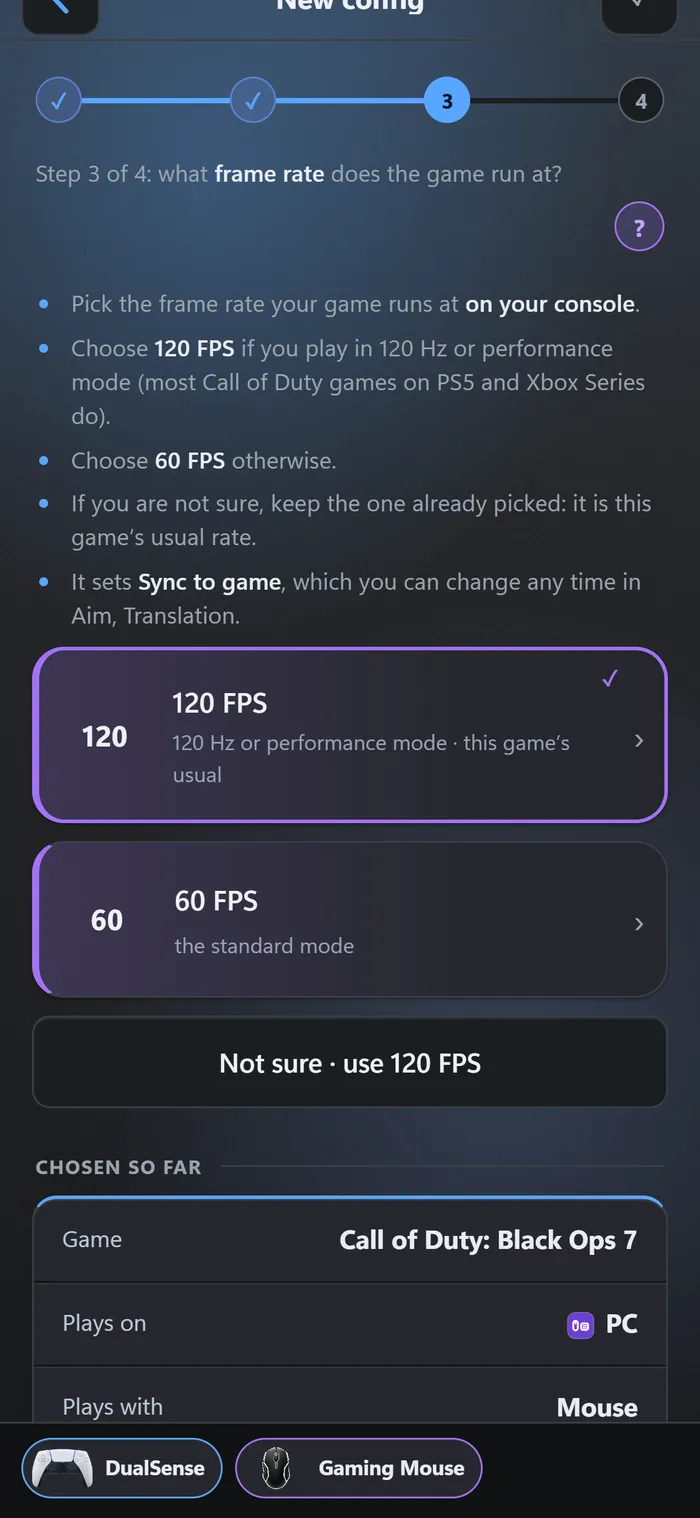 New config
3
4
Step 3 of 4: what frame rate does the game run at?
?
Pick the frame rate your game runs at on your console.
Choose 120 FPS if you play in 120 Hz or performance
mode (most Call of Duty games on PS5 and Xbox Series
do).
Choose 60 FPS otherwise.
If you are not sure, keep the one already picked: it is this
game’s usual rate.
It sets Sync to game, which you can change any time in
Aim, Translation.
120
120 FPS
120 Hz or performance mode · this game’s
usual
60
60 FPS
the standard mode
Not sure · use 120 FPS
CHOSEN SO FAR
Game
Call of Duty: Black Ops 7
Plays on
PC
Plays with
Mouse
DualSense
Gaming Mouse